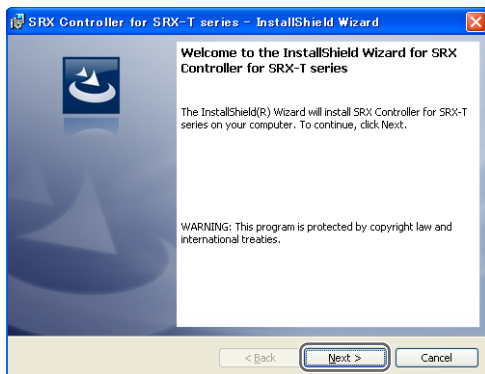 SRX Controller for SRX-T series - InstallShield Wizard
Welcome to the InstallShield Wizard for SRX
Controller for SRX-T series
The InstallShield(R) Wizard will install SRX Controller for SRX-T
series on your computer. To continue, click Next.
WARNING: This program is protected by copyright law and
international treaties.
< Back
Next >
Cancel